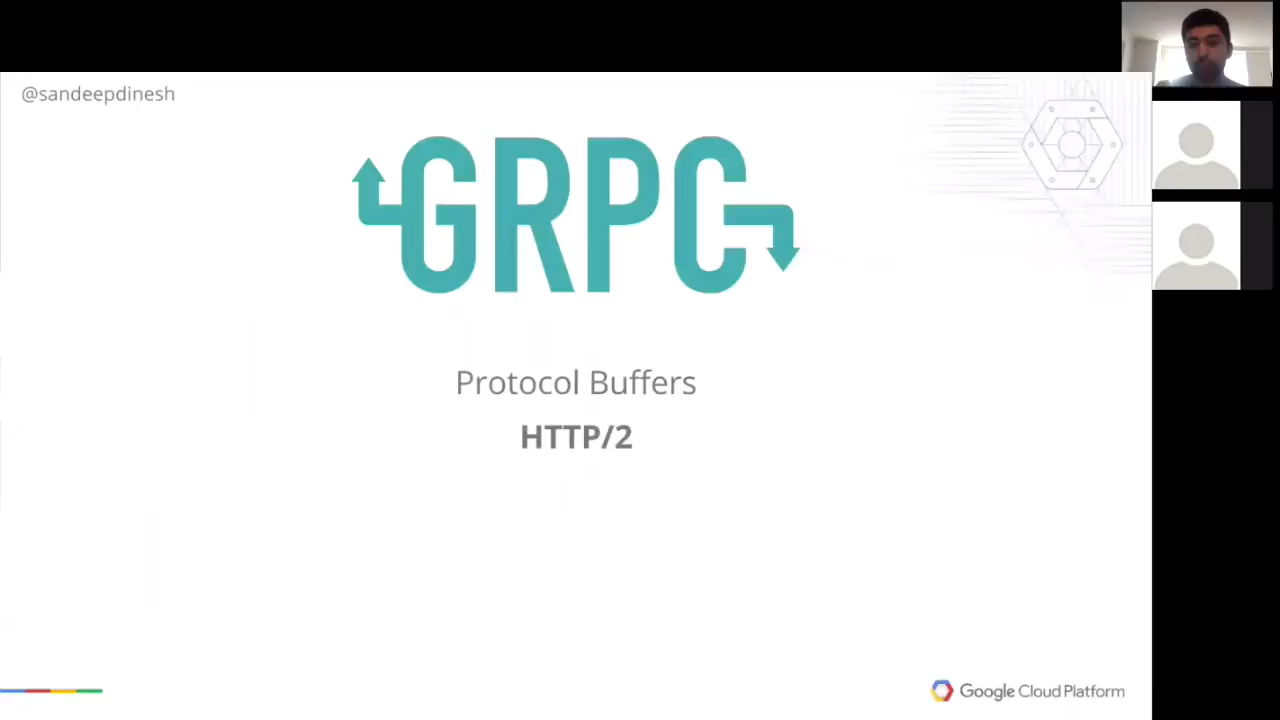 @sandeepdinesh
GRPC
Protocol Buffers
HTTP/2
Google Cloud Platform